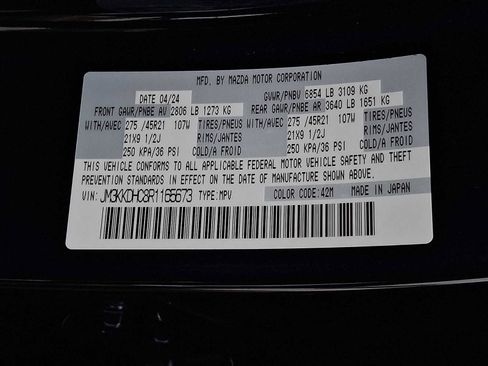 MFD. BY MAZDA MOTOR CORPORATION
DATE 04/24 GVWR/PNBV 6854 LB 3109 KG
FRONT GAWR/PNBE AV 2806 LB 1273 KG REAR GAWR/PNBE AR 3640 LB 1651 KG
WITH/AVEC 275 /45R21 107W TIRES/PNEUS WITH/AVEC 275 /45R21 107W TIRES/PNEUS
21X9 1/2J RIMS/JANTES 21X9 1/2J RIMS/JANTES
250 KPA/36 PSI COLD/A FROID 250 KPA/36 PSI COLD/A FROID
THIS VEHICLE CONFORMS TO ALL APPLICABLE FEDERAL MOTOR VEHICLE SAFETY AND THEFT
PREVENTION STANDARDS IN EFFECT ON THE DATE OF MANUFACTURE SHOWN ABOVE.
VIN: JM3KKDHC8R1165673 TYPE:MPV COLOR CODE:42M MADE IN JAPAN